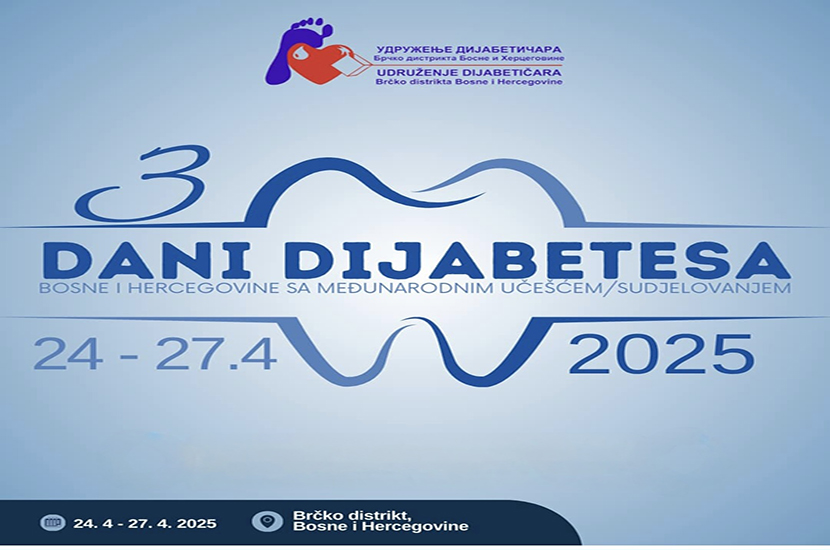 УДРУЖЕЊЕ ДИЈАБЕТИЧАРА
Брчко дистрикта Босне и Херцеговине
UDRUŽENJE DIJABETIČARA
Brčko distrikta Bosne i Hercegovine
3
DANI DIJABETESA
BOSNE I HERCEGOVINE SA MEĐUNARODNIM UČEŠĆEM/SUDJELOVANJEM
24 - 27.4 2025
24. 4 - 27. 4. 2025
Brčko distrikt,
Bosne i Hercegovine